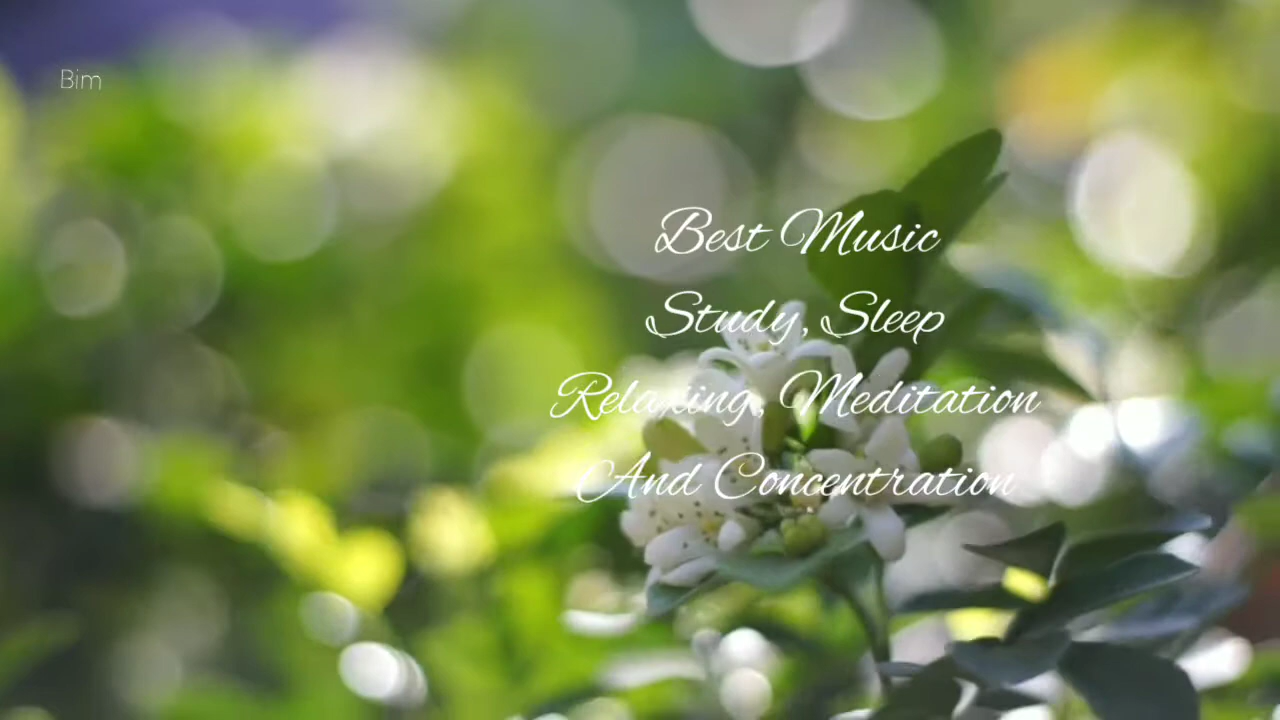 Bim
Best Music
Study, Sleep
Relaxing, Meditation
And Concentration